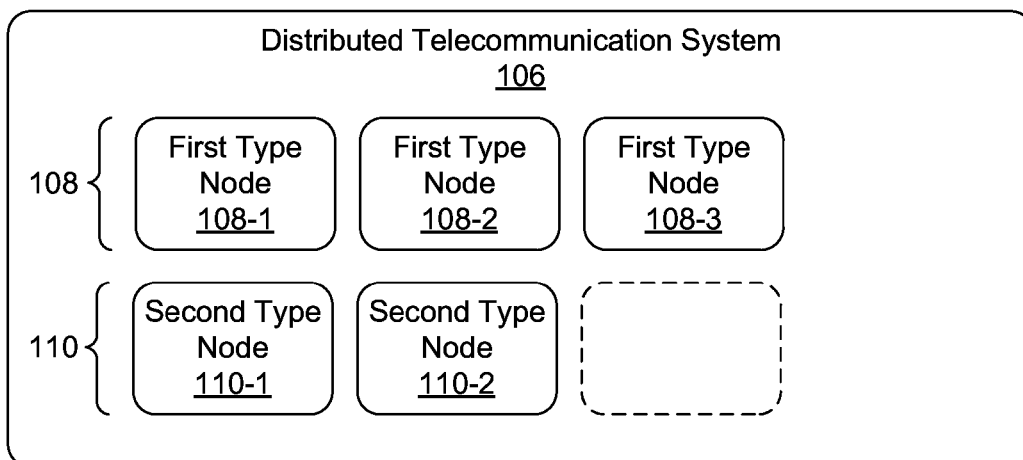 Distributed Telecommunication System
106
108
First Type
Node
108-1
First Type
Node
108-2
First Type
Node
108-3
110
Second Type
Node
110-1
Second Type
Node
110-2